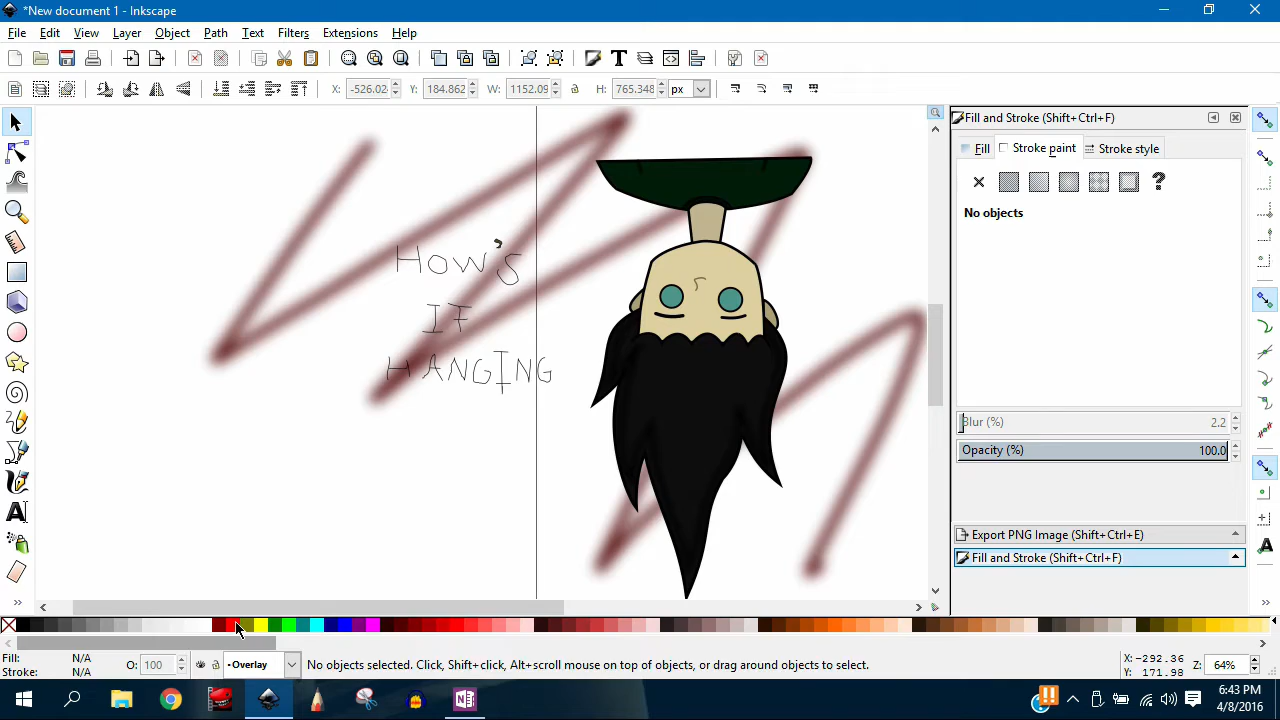 *New document 1 - Inkscape
File Edit View Layer Object Path Text Filters Extensions Help
X: -526.02 Y: 184.862 W: 1152.09 H: 765.348 px
Fill and Stroke (Shift+Ctrl+F)
Fill Stroke paint Stroke style
No objects
HOW'S
IT
HANGING
Blur (%) 2.2
Opacity (%) 100.0
Export PNG Image (Shift+Ctrl+E)
Fill and Stroke (Shift+Ctrl+F)
Fill: N/A O: 100 •Overlay No objects selected. Click, Shift+click, Alt+scroll mouse on top of objects, or drag around objects to select. X: -292.36 Z: 64%
Stroke: N/A Y: 171.98
6:43 PM
4/8/2016